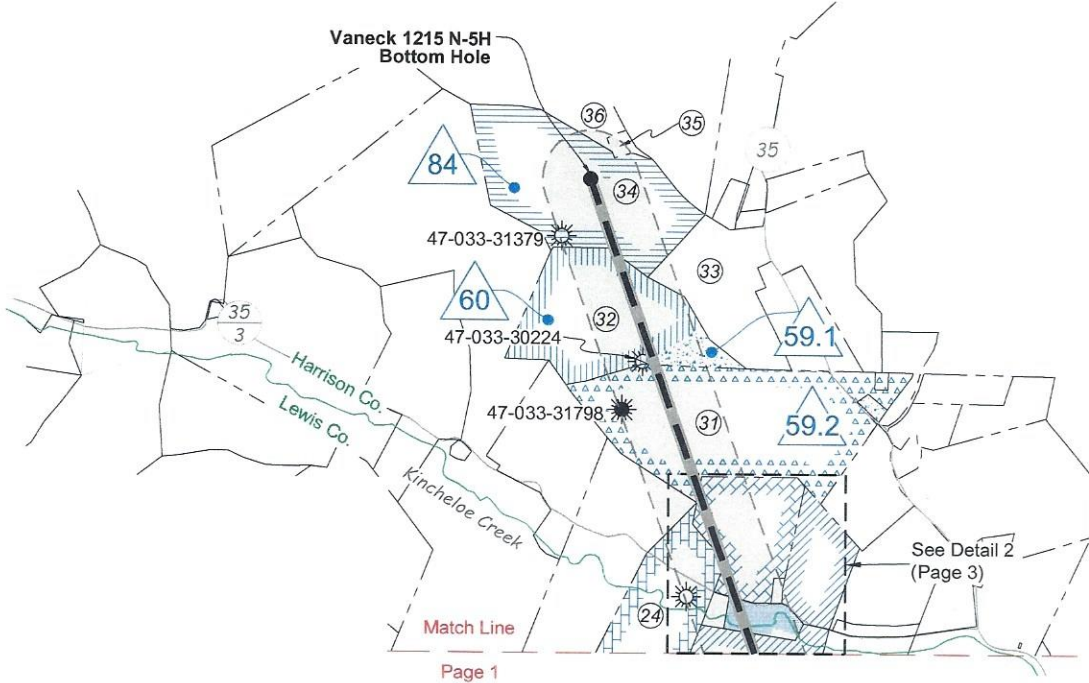 Vaneck 1215 N-5H
Bottom Hole
36
35
35
84
34
47-033-31379
33
60
32
59.1
35
3
47-033-30224
Harrison Co.
Lewis Co.
47-033-31798
31
59.2
Kincheloe Creek
See Detail 2
(Page 3)
24
Match Line
Page 1